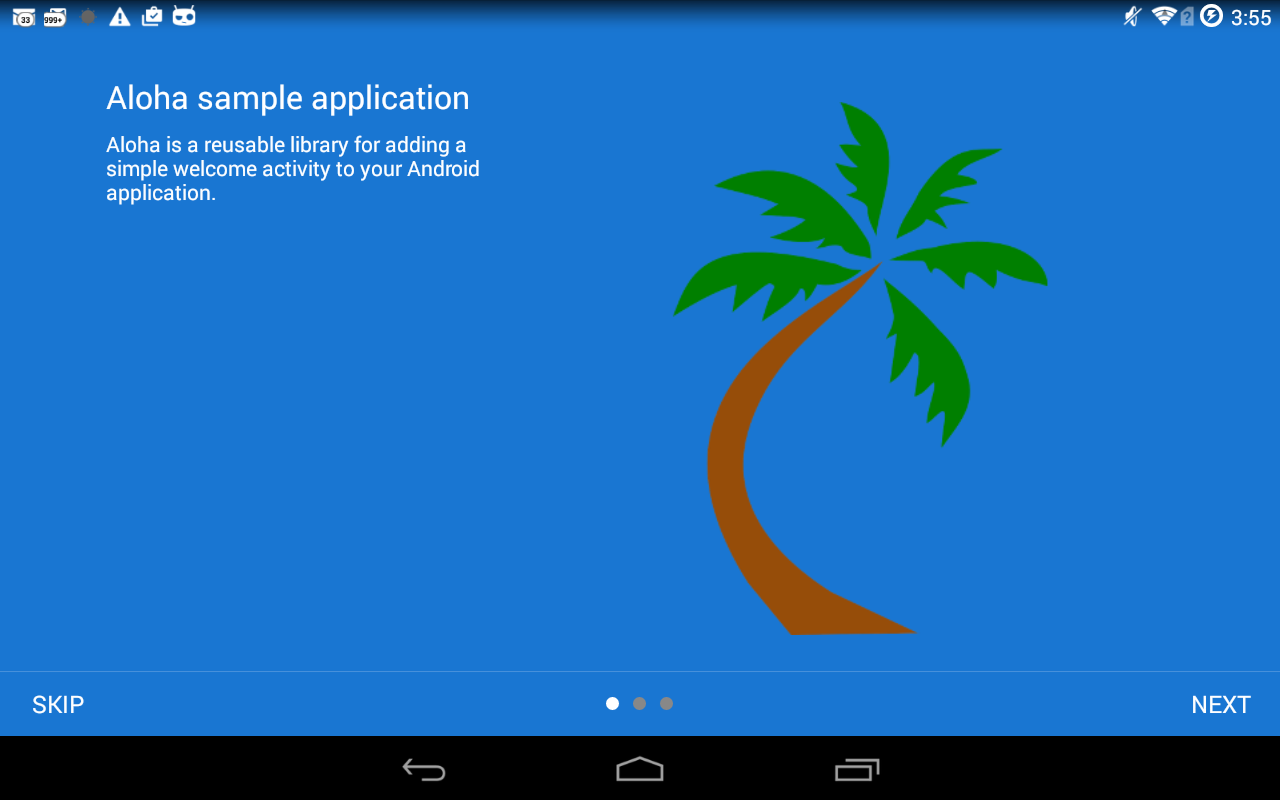 33 999+ ? 3:55
Aloha sample application
Aloha is a reusable library for adding a
simple welcome activity to your Android
application.
SKIP NEXT